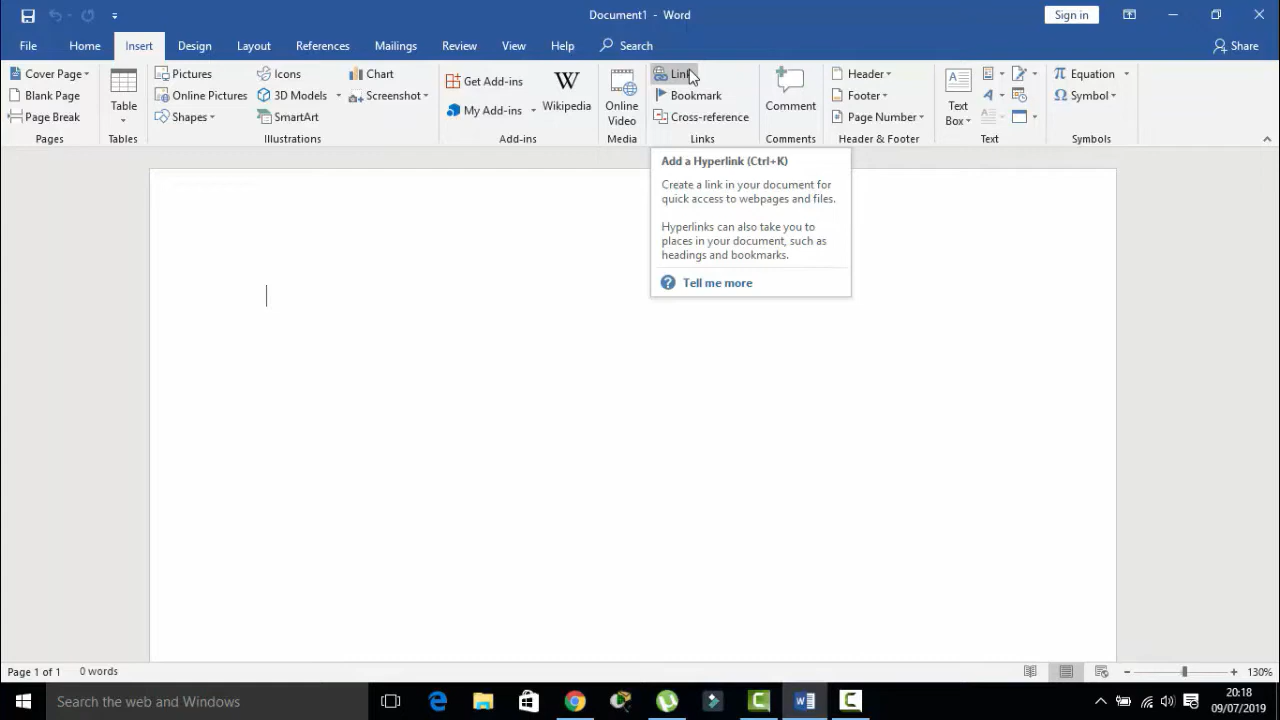 Document1 - Word
Sign in
File Home Insert Design Layout References Mailings Review View Help Search Share
Cover Page
Blank Page
Page Break
Pages
Table
Tables
Pictures
Online Pictures
Shapes
Icons
3D Models
SmartArt
Chart
Screenshot
Illustrations
Get Add-ins
My Add-ins
W
Wikipedia
Add-ins
Online
Video
Media
Link
Bookmark
Cross-reference
Links
Comment
Comments
Header
Footer
Page Number
Header & Footer
Text
Box
Text
π Equation
Ω Symbol
Symbols
Add a Hyperlink (Ctrl+K)
Create a link in your document for
quick access to webpages and files.
Hyperlinks can also take you to
places in your document, such as
headings and bookmarks.
? Tell me more
Page 1 of 1 0 words
130%
Search the web and Windows
20:18
09/07/2019